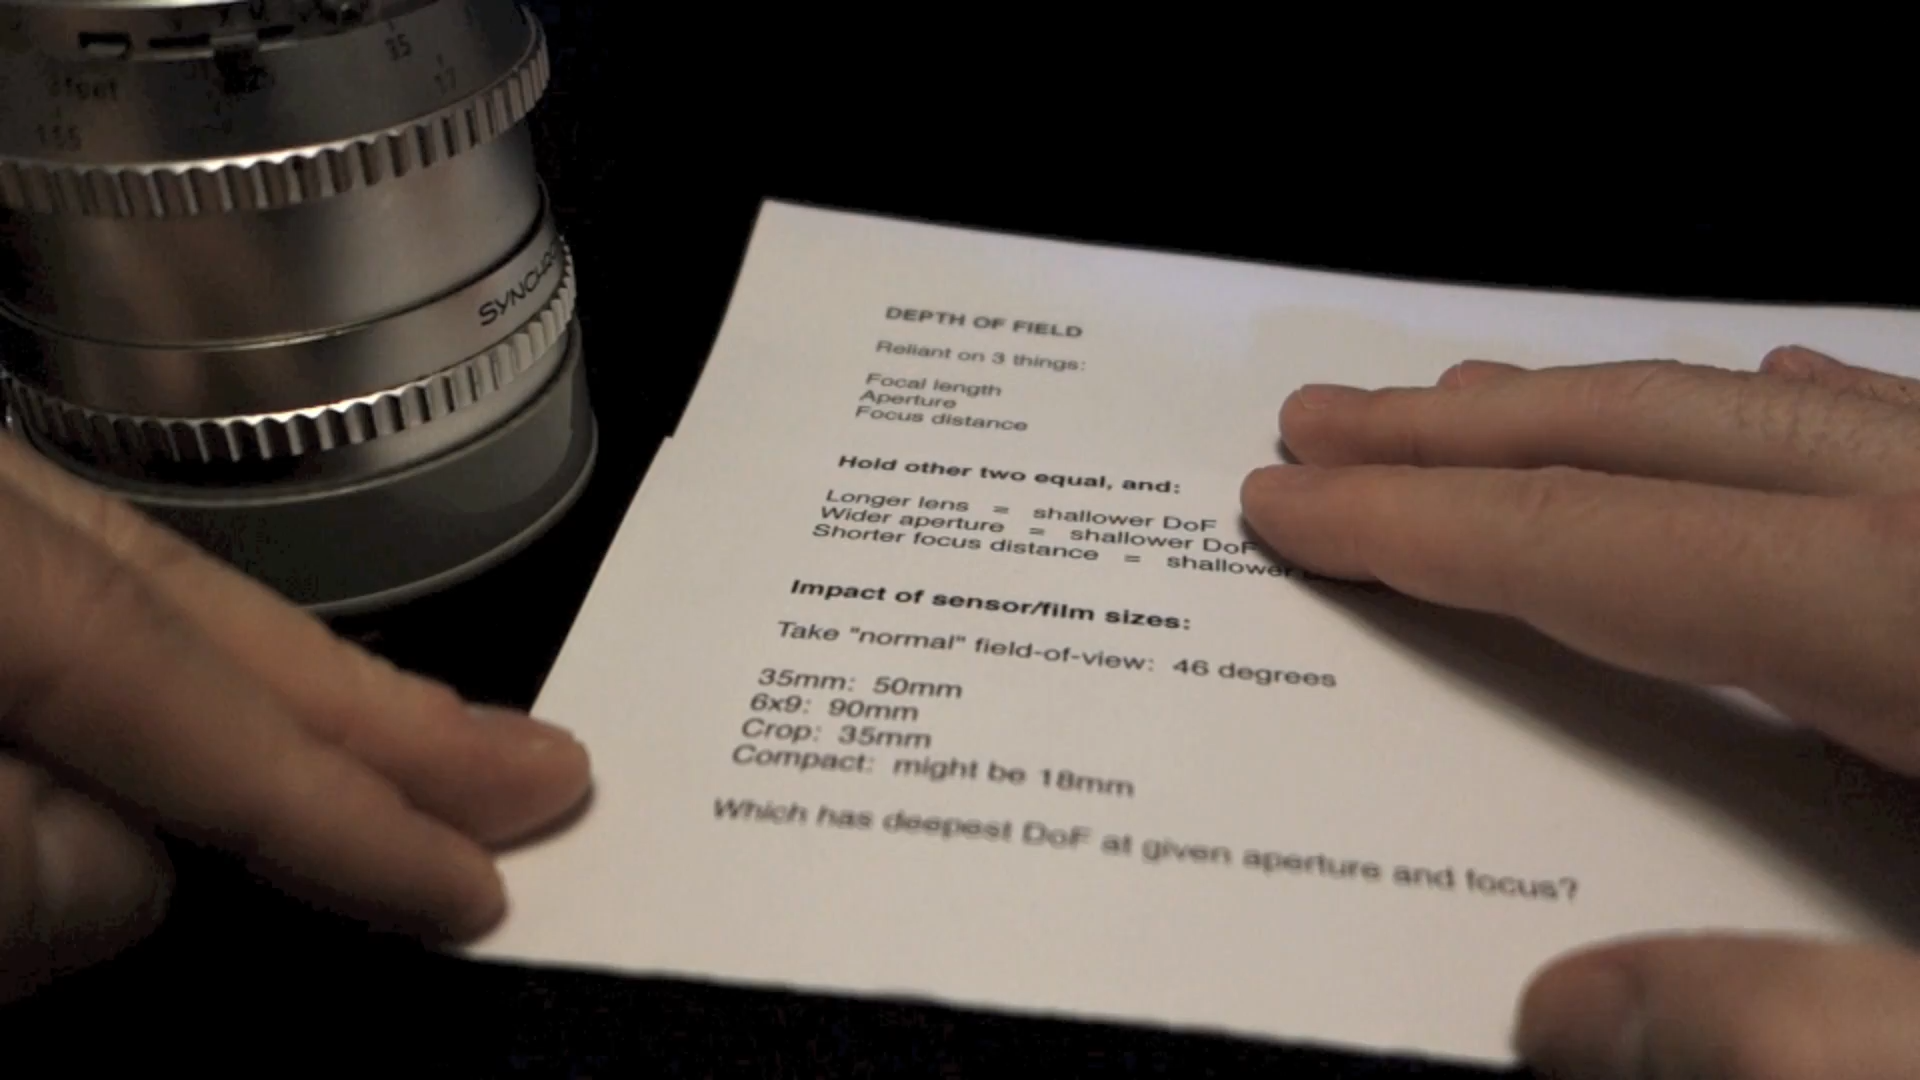 35
17
SYNCHRO
DEPTH OF FIELD
Reliant on 3 things:
Focal length
Aperture
Focus distance
Hold other two equal, and:
Longer lens = shallower DoF
Wider aperture = shallower DoF
Shorter focus distance = shallower
Impact of sensor/film sizes:
Take "normal" field-of-view: 46 degrees
35mm: 50mm
6x9: 90mm
Crop: 35mm
Compact: might be 18mm
Which has deepest DoF at given aperture and focus?